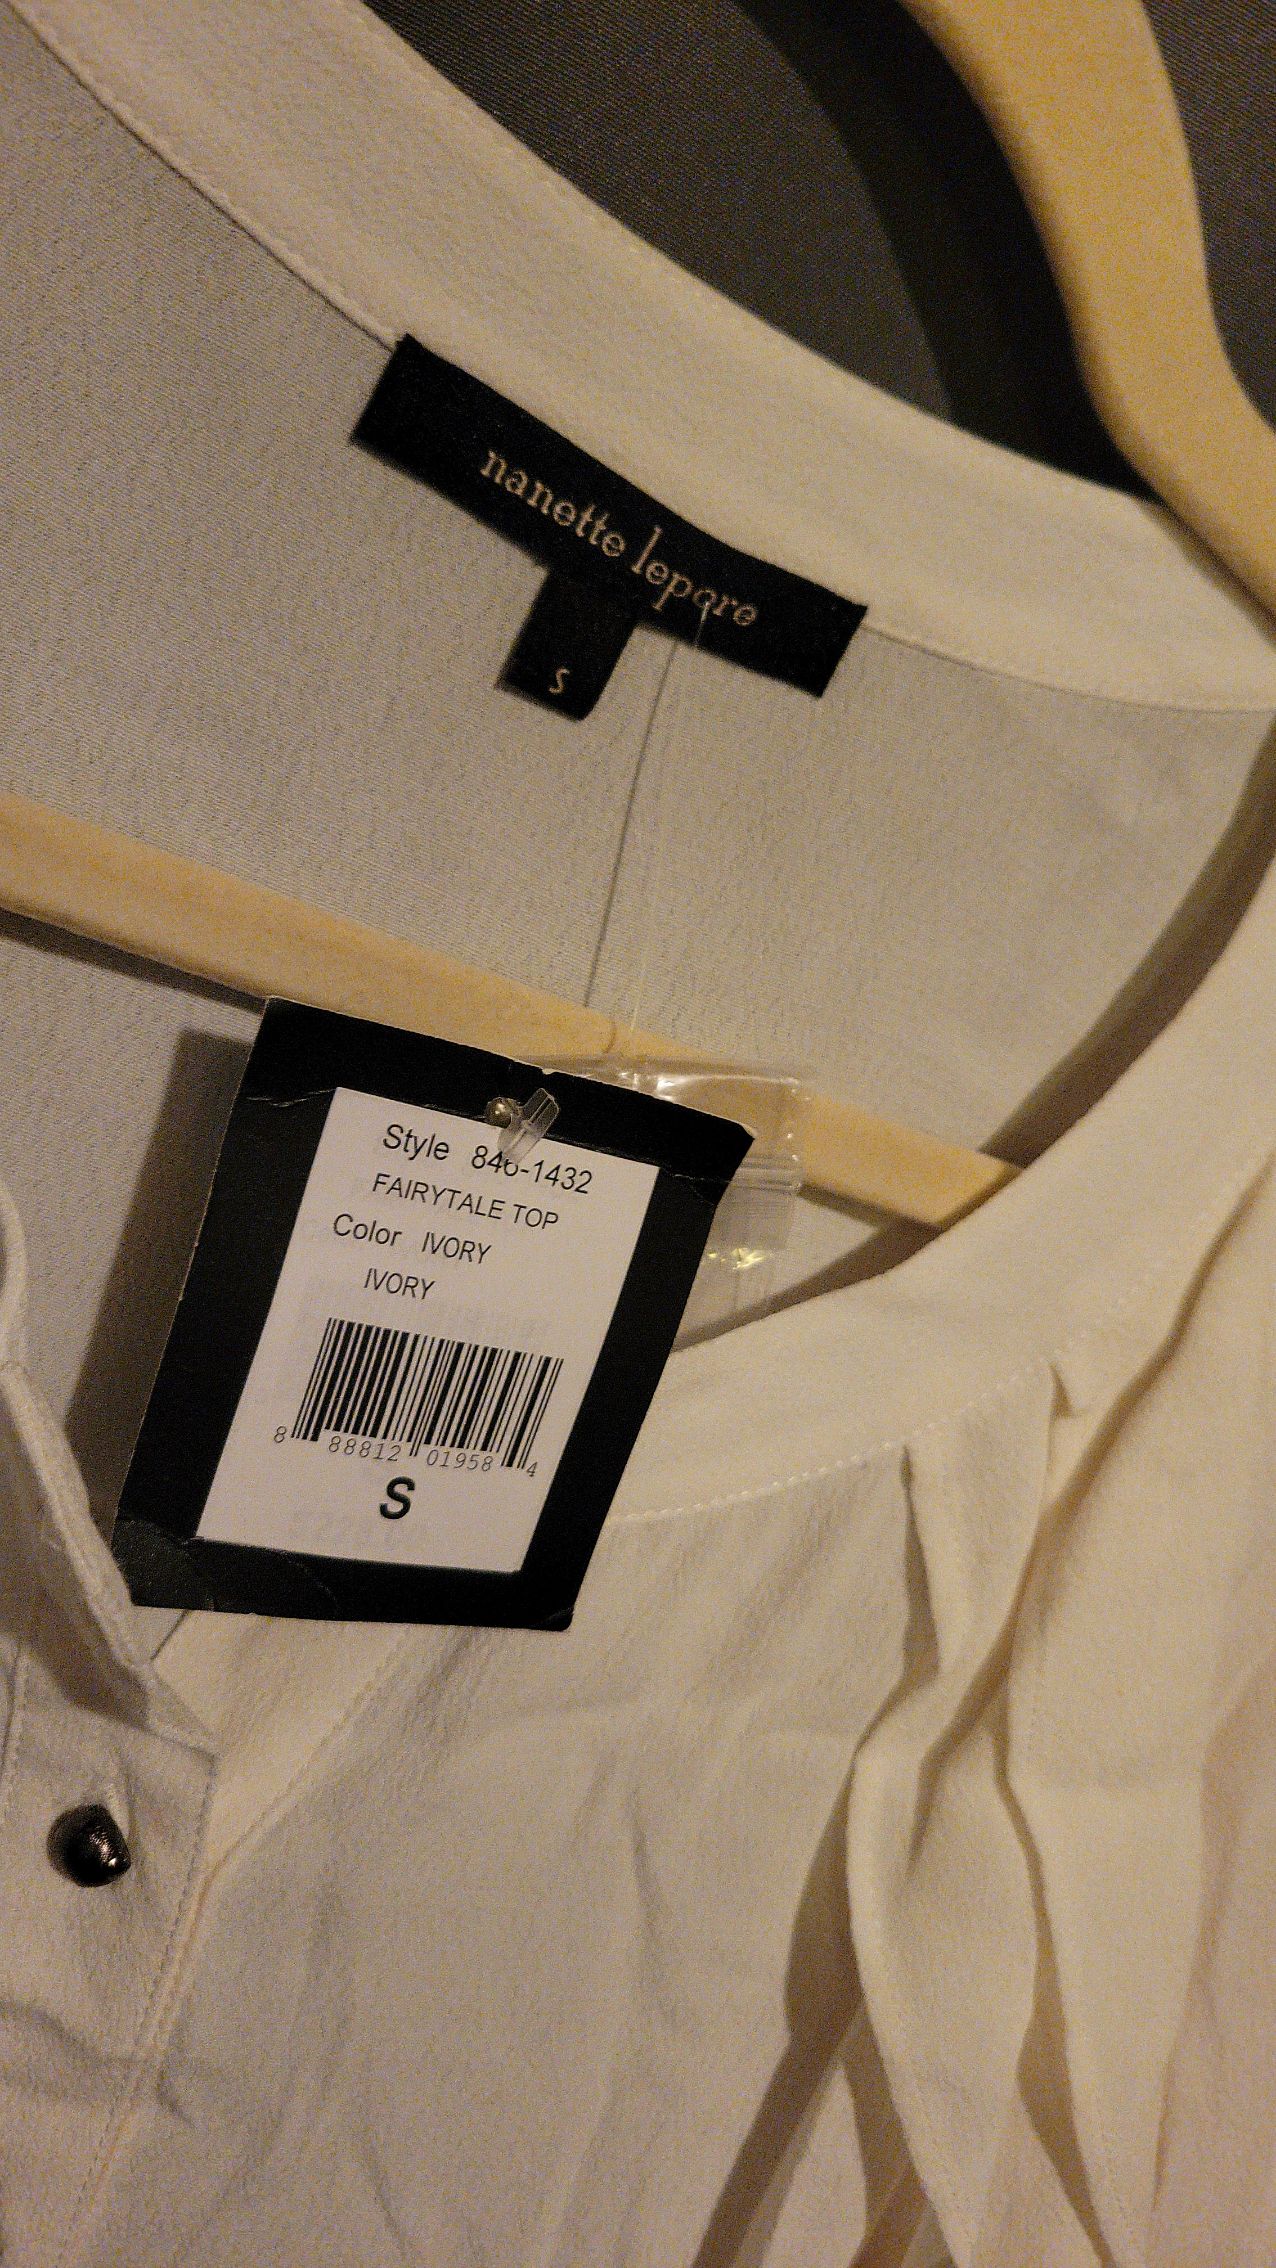 nanette lepore
S
Style 846-1432
FAIRYTALE TOP
Color IVORY
IVORY
8 88812 01958 4
S